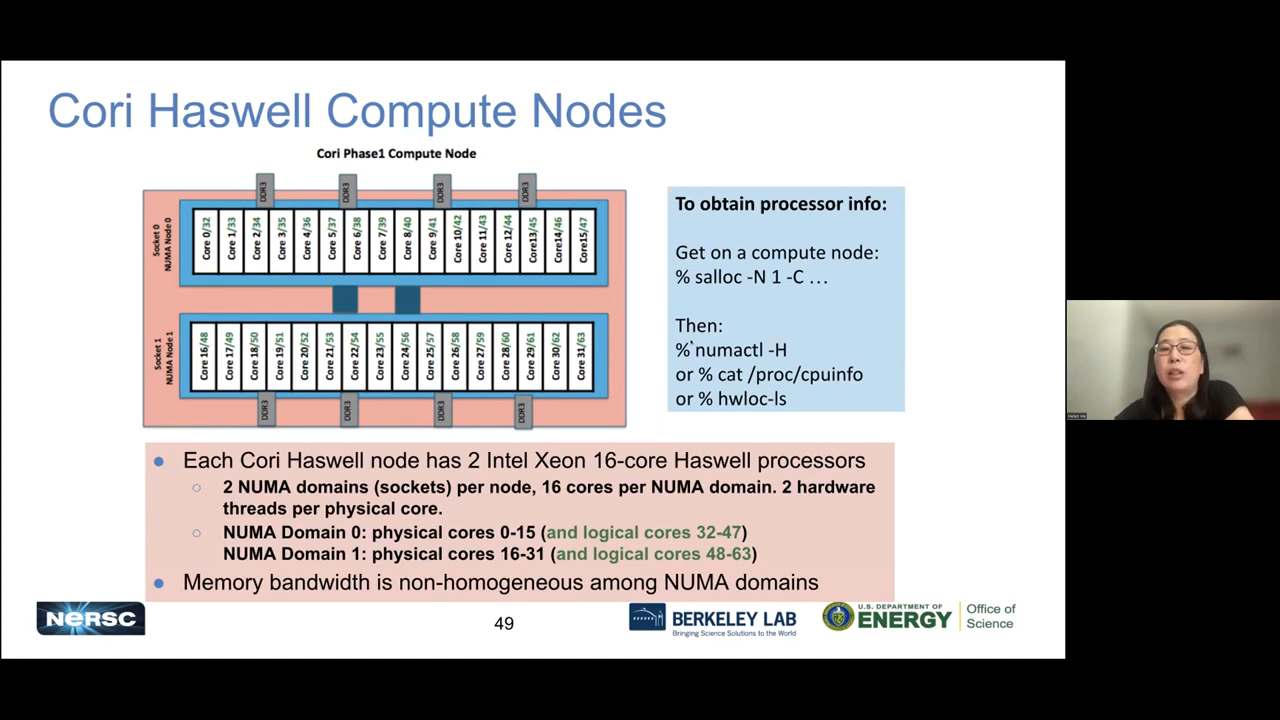 Cori Haswell Compute Nodes
Cori Phase1 Compute Node
DDR3 DDR3 DDR3 DDR3
Socket 0
NUMA Node 0
Core 0/32 Core 1/33 Core 2/34 Core 3/35 Core 4/36 Core 5/37 Core 6/38 Core 7/39 Core 8/40 Core 9/41 Core 10/42 Core 11/43 Core 12/44 Core13/45 Core14/46 Core15/47
Socket 1
NUMA Node 1
Core 16/48 Core 17/49 Core 18/50 Core 19/51 Core 20/52 Core 21/53 Core 22/54 Core 23/55 Core 24/56 Core 25/57 Core 26/58 Core 27/59 Core 28/60 Core 29/61 Core 30/62 Core 31/63
DDR3 DDR3 DDR3 DDR3
To obtain processor info:
Get on a compute node:
% salloc -N 1 -C …
Then:
% numactl -H
or % cat /proc/cpuinfo
or % hwloc-ls
● Each Cori Haswell node has 2 Intel Xeon 16-core Haswell processors
○ 2 NUMA domains (sockets) per node, 16 cores per NUMA domain. 2 hardware
threads per physical core.
○ NUMA Domain 0: physical cores 0-15 (and logical cores 32-47)
NUMA Domain 1: physical cores 16-31 (and logical cores 48-63)
● Memory bandwidth is non-homogeneous among NUMA domains
NERSC
49
BERKELEY LAB
Bringing Science Solutions to the World
U.S. DEPARTMENT OF
ENERGY
Office of
Science